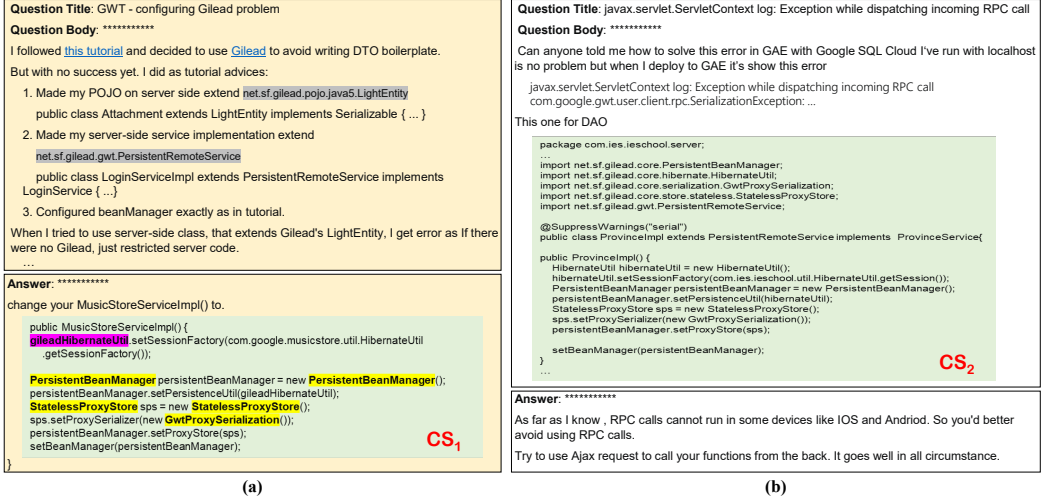 Question Title: GWT - configuring Gilead problem
Question Body: ***********
I followed this tutorial and decided to use Gilead to avoid writing DTO boilerplate.
But with no success yet. I did as tutorial advices:
1. Made my POJO on server side extend net.sf.gilead.pojo.java5.LightEntity
public class Attachment extends LightEntity implements Serializable { ... }
2. Made my server-side service implementation extend
net.sf.gilead.gwt.PersistentRemoteService
public class LoginServiceImpl extends PersistentRemoteService implements
LoginService { ...}
3. Configured beanManager exactly as in tutorial.
When I tried to use server-side class, that extends Gilead's LightEntity, I get error as If there
were no Gilead, just restricted server code.
...
Answer: ***********
change your MusicStoreServiceImpl() to.
public MusicStoreServiceImpl() {
gileadHibernateUtil.setSessionFactory(com.google.musicstore.util.HibernateUtil
.getSessionFactory());
PersistentBeanManager persistentBeanManager = new PersistentBeanManager();
persistentBeanManager.setPersistenceUtil(gileadHibernateUtil);
StatelessProxyStore sps = new StatelessProxyStore();
sps.setProxySerializer(new GwtProxySerialization());
persistentBeanManager.setProxyStore(sps);
setBeanManager(persistentBeanManager);
CS1
}
(a)
Question Title: javax.servlet.ServletContext log: Exception while dispatching incoming RPC call
Question Body: ***********
Can anyone told me how to solve this error in GAE with Google SQL Cloud I've run with localhost
is no problem but when I deploy to GAE it's show this error
javax.servlet.ServletContext log: Exception while dispatching incoming RPC call
com.google.gwt.user.client.rpc.SerializationException: ...
This one for DAO
package com.ies.ieschool.server;
...
import net.sf.gilead.core.PersistentBeanManager;
import net.sf.gilead.core.hibernate.HibernateUtil;
import net.sf.gilead.core.serialization.GwtProxySerialization;
import net.sf.gilead.core.store.stateless.StatelessProxyStore;
import net.sf.gilead.gwt.PersistentRemoteService;
@SuppressWarnings("serial")
public class ProvinceImpl extends PersistentRemoteService implements ProvinceService{
public ProvinceImpl() {
HibernateUtil hibernateUtil = new HibernateUtil();
hibernateUtil.setSessionFactory(com.ies.ieschool.util.HibernateUtil.getSession());
PersistentBeanManager persistentBeanManager = new PersistentBeanManager();
persistentBeanManager.setPersistenceUtil(hibernateUtil);
StatelessProxyStore sps = new StatelessProxyStore();
sps.setProxySerializer(new GwtProxySerialization());
persistentBeanManager.setProxyStore(sps);
setBeanManager(persistentBeanManager);
}
...
CS2
Answer: ***********
As far as I know , RPC calls cannot run in some devices like IOS and Andriod. So you'd better
avoid using RPC calls.
Try to use Ajax request to call your functions from the back. It goes well in all circumstance.
(b)